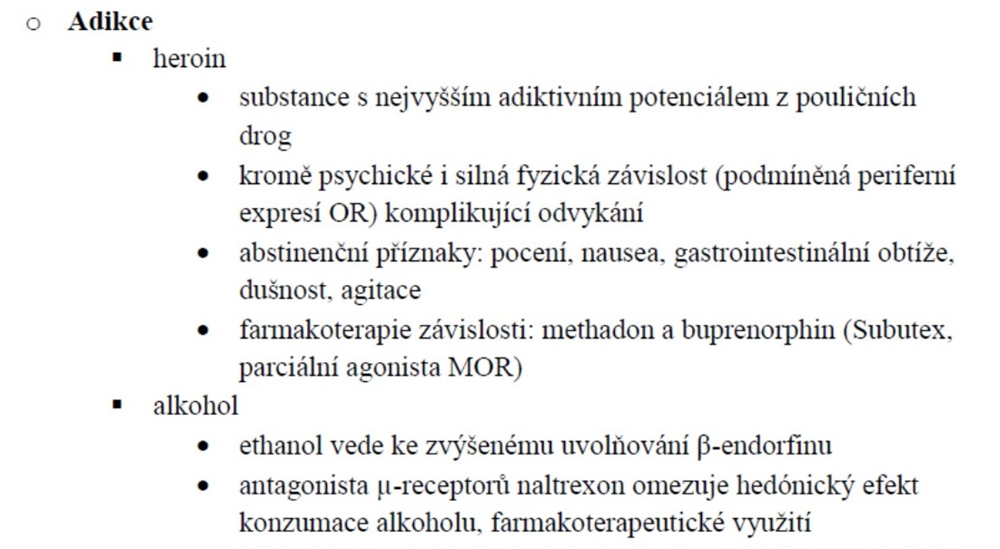 ○ Adikce
▪ heroin
• substance s nejvyšším adiktivním potenciálem z pouličních
drog
• kromě psychické i silná fyzická závislost (podmíněná periferní
expresí OR) komplikující odvykání
• abstinenční příznaky: pocení, nausea, gastrointestinální obtíže,
dušnost, agitace
• farmakoterapie závislosti: methadon a buprenorphin (Subutex,
parciální agonista MOR)
▪ alkohol
• ethanol vede ke zvýšenému uvolňování β-endorfinu
• antagonista μ-receptorů naltrexon omezuje hedónický efekt
konzumace alkoholu, farmakoterapeutické využití